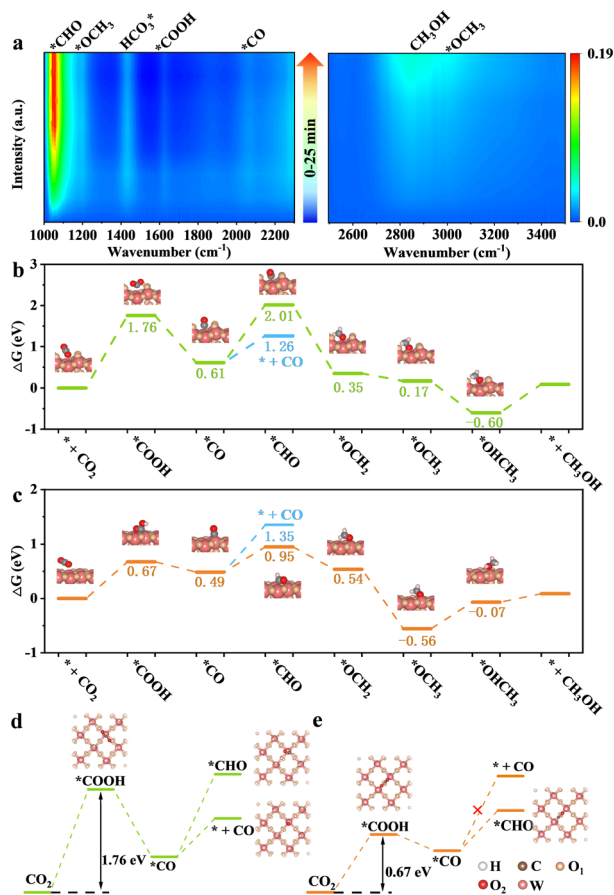 a
*CHO
*OCH3
HCO3*
*COOH
*CO
CH3OH
*OCH3
Intensity (a.u.)
0-25 min
0.19
0.0
1000 1200 1400 1600 1800 2000 2200
Wavenumber (cm-1)
2500 2800 3100 3400
Wavenumber (cm-1)
b
ΔG (eV)
3
2
1
0
-1
1.76
0.61
2.01
1.26
* + CO
0.35
0.17
−0.60
* + CO2
*COOH
*CO
*CHO
*OCH2
*OCH3
*OHCH3
* + CH3OH
c
ΔG (eV)
2
1
0
-1
0.67
0.49
* + CO
1.35
0.95
0.54
−0.56
−0.07
* + CO2
*COOH
*CO
*CHO
*OCH2
*OCH3
*OHCH3
* + CH3OH
d
*COOH
*CHO
* + CO
*CO
1.76 eV
CO2
e
*COOH
* + CO
*CHO
*CO
0.67 eV
CO2
H C O1
O2 W